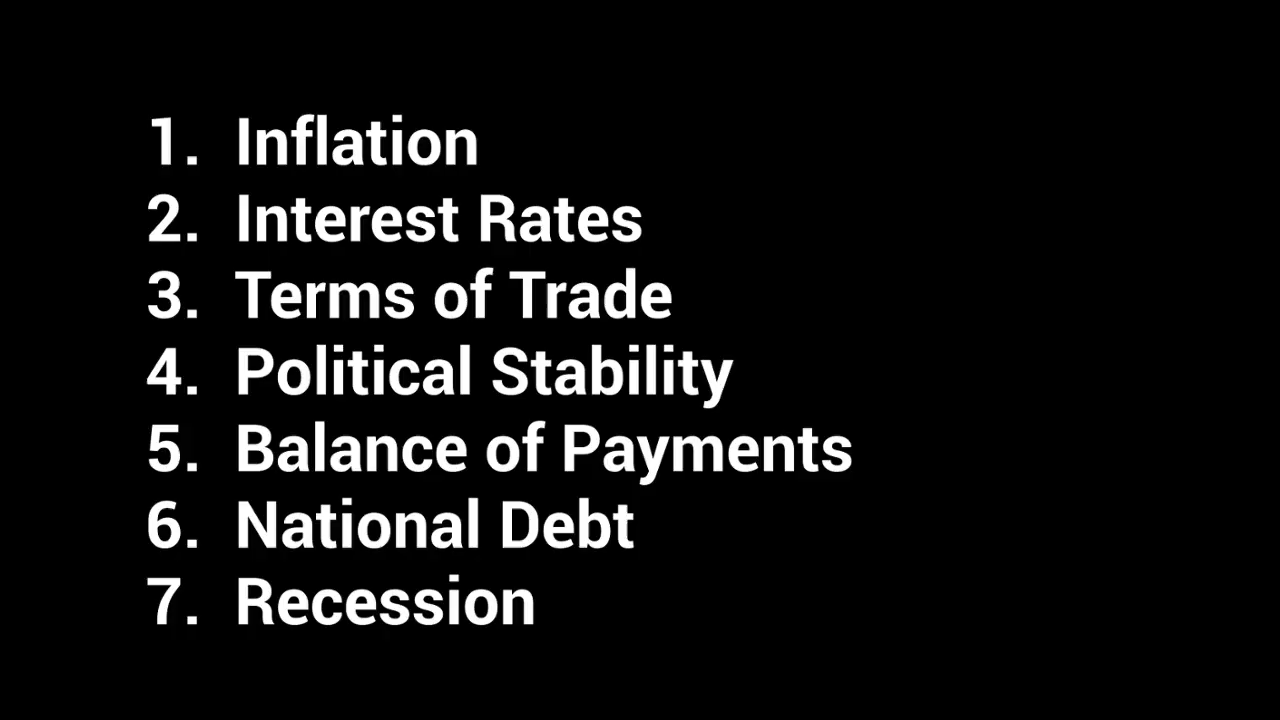 1. Inflation
2. Interest Rates
3. Terms of Trade
4. Political Stability
5. Balance of Payments
6. National Debt
7. Recession